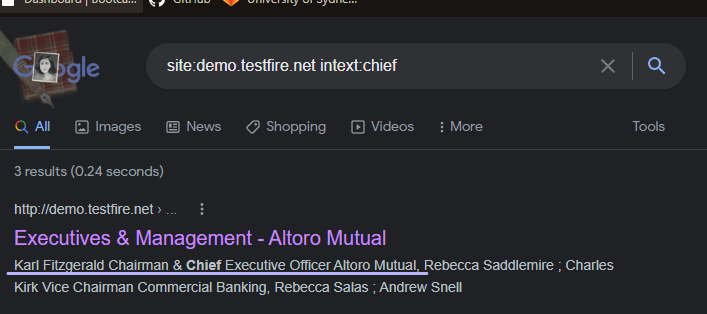 Dashboard | bootca... GitHub University of Sydne...
Google
site:demo.testfire.net intext:chief
All Images News Shopping Videos More Tools
3 results (0.24 seconds)
http://demo.testfire.net › ...
Executives & Management - Altoro Mutual
Karl Fitzgerald Chairman & Chief Executive Officer Altoro Mutual, Rebecca Saddlemire ; Charles
Kirk Vice Chairman Commercial Banking, Rebecca Salas ; Andrew Snell